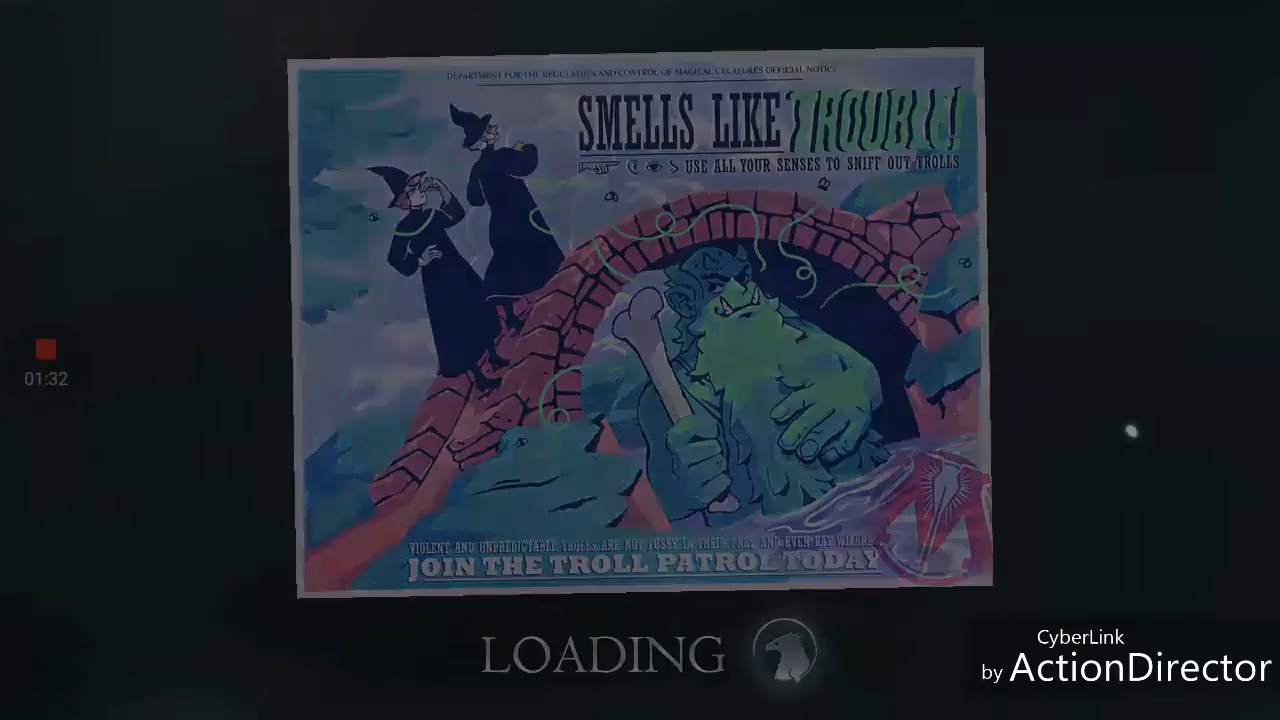 DEPARTMENT FOR THE REGULATION AND CONTROL OF MAGICAL CREATURES OFFICIAL NOTICE
SMELLS LIKE TROUBLE!
USE ALL YOUR SENSES TO SNIFF OUT TROLLS
01:32
VIOLENT AND UNPREDICTABLE, TROLLS ARE NOT FUSSY IN THEIR PREY AND EVEN EAT WIZARDS
JOIN THE TROLL PATROL TODAY
LOADING
CyberLink
by ActionDirector